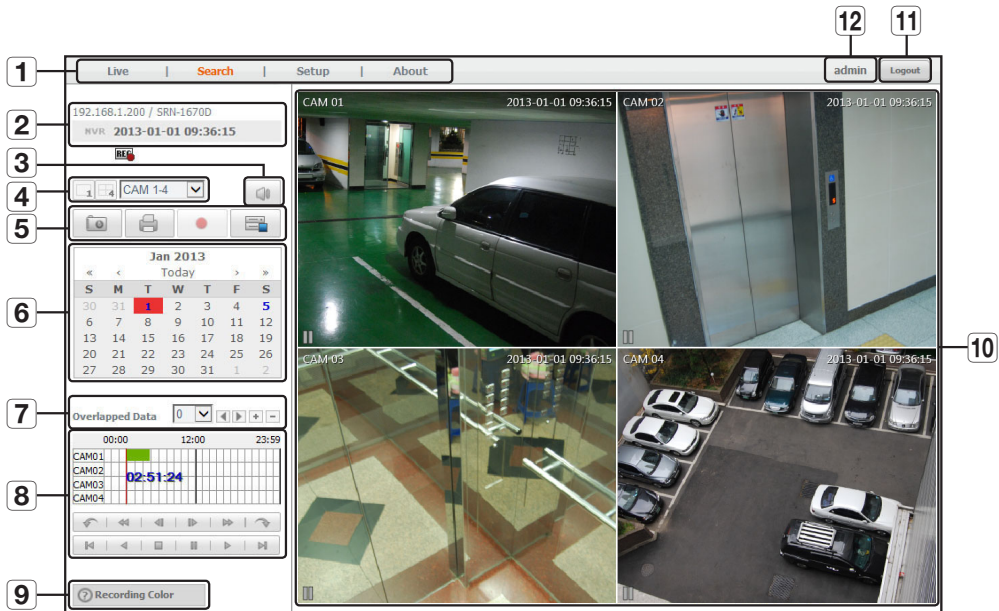 12
11
1
Live | Search | Setup | About
admin
Logout
2
192.168.1.200 / SRN-1670D
NVR 2013-01-01 09:36:15
REC
3
4
1 4 CAM 1-4
5
6
Jan 2013
« ‹ Today › »
S M T W T F S
30 31 1 2 3 4 5
6 7 8 9 10 11 12
13 14 15 16 17 18 19
20 21 22 23 24 25 26
27 28 29 30 31 1 2
7
Overlapped Data 0
8
00:00 12:00 23:59
CAM01
CAM02
02:51:24
CAM03
CAM04
9
? Recording Color
CAM 01 2013-01-01 09:36:15
CAM 02 2013-01-01 09:36:15
CAM 03 2013-01-01 09:36:15
CAM 04 2013-01-01 09:36:15
10